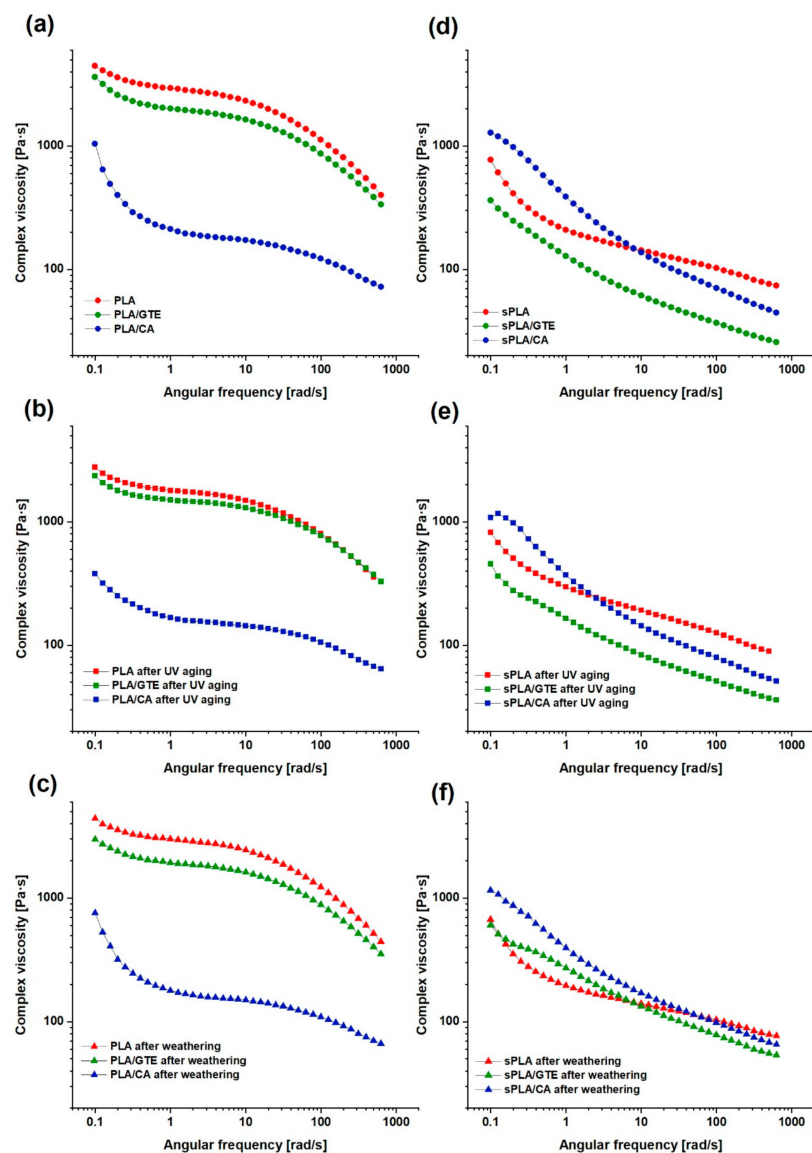 (a)
Complex viscosity [Pa·s]
1000
100
PLA
PLA/GTE
PLA/CA
0.1 1 10 100 1000
Angular frequency [rad/s]
(d)
Complex viscosity [Pa·s]
1000
100
sPLA
sPLA/GTE
sPLA/CA
0.1 1 10 100 1000
Angular frequency [rad/s]
(b)
Complex viscosity [Pa·s]
1000
100
PLA after UV aging
PLA/GTE after UV aging
PLA/CA after UV aging
0.1 1 10 100 1000
Angular frequency [rad/s]
(e)
Complex viscosity [Pa·s]
1000
100
sPLA after UV aging
sPLA/GTE after UV aging
sPLA/CA after UV aging
0.1 1 10 100 1000
Angular frequency [rad/s]
(c)
Complex viscosity [Pa·s]
1000
100
PLA after weathering
PLA/GTE after weathering
PLA/CA after weathering
0.1 1 10 100 1000
Angular frequency [rad/s]
(f)
Complex viscosity [Pa·s]
1000
100
sPLA after weathering
sPLA/GTE after weathering
sPLA/CA after weathering
0.1 1 10 100 1000
Angular frequency [rad/s]